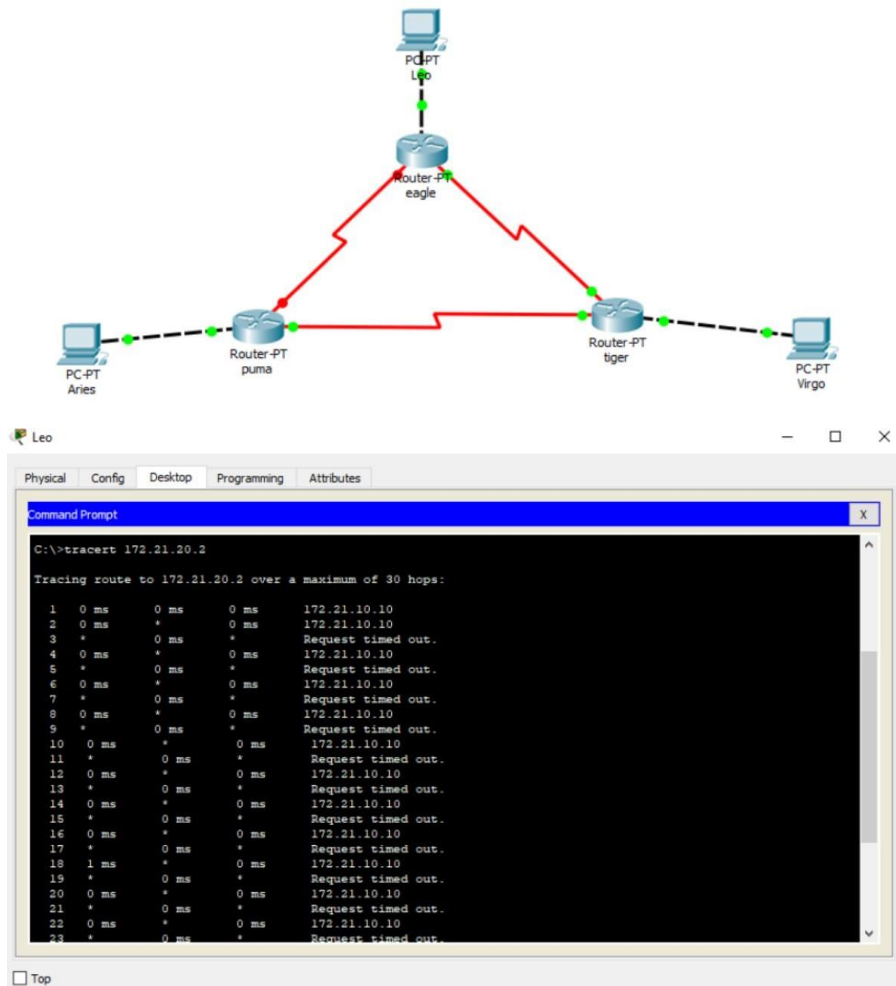 PC-PT
Leo
Router-PT
eagle
Router-PT
puma
Router-PT
tiger
PC-PT
Aries
PC-PT
Virgo
Leo
Physical Config Desktop Programming Attributes
Command Prompt X
C:\>tracert 172.21.20.2
Tracing route to 172.21.20.2 over a maximum of 30 hops:
1 0 ms 0 ms 0 ms 172.21.10.10
2 0 ms * 0 ms 172.21.10.10
3 * 0 ms * Request timed out.
4 0 ms * 0 ms 172.21.10.10
5 * 0 ms * Request timed out.
6 0 ms * 0 ms 172.21.10.10
7 * 0 ms * Request timed out.
8 0 ms * 0 ms 172.21.10.10
9 * 0 ms * Request timed out.
10 0 ms * 0 ms 172.21.10.10
11 * 0 ms * Request timed out.
12 0 ms * 0 ms 172.21.10.10
13 * 0 ms * Request timed out.
14 0 ms * 0 ms 172.21.10.10
15 * 0 ms * Request timed out.
16 0 ms * 0 ms 172.21.10.10
17 * 0 ms * Request timed out.
18 1 ms * 0 ms 172.21.10.10
19 * 0 ms * Request timed out.
20 0 ms * 0 ms 172.21.10.10
21 * 0 ms * Request timed out.
22 0 ms * 0 ms 172.21.10.10
23 * 0 ms * Request timed out.
Top